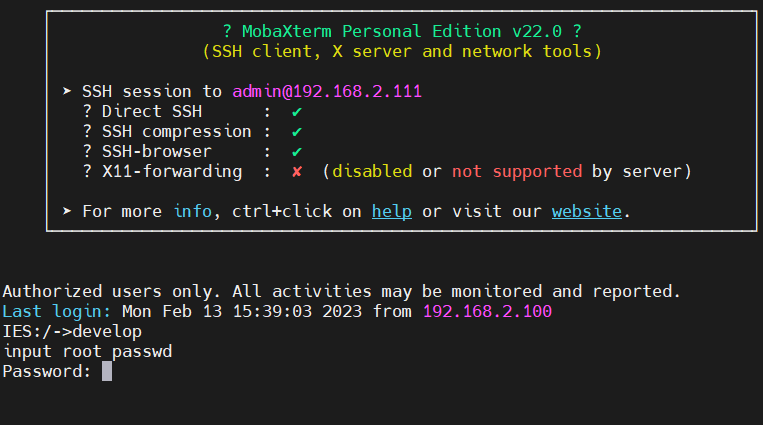 ? MobaXterm Personal Edition v22.0 ?
(SSH client, X server and network tools)
➤ SSH session to admin@192.168.2.111
? Direct SSH      :  ✔
? SSH compression :  ✔
? SSH-browser     :  ✔
? X11-forwarding  :  ✘  (disabled or not supported by server)
➤ For more info, ctrl+click on help or visit our website.
Authorized users only. All activities may be monitored and reported.
Last login: Mon Feb 13 15:39:03 2023 from 192.168.2.100
IES:/->develop
input root passwd
Password: